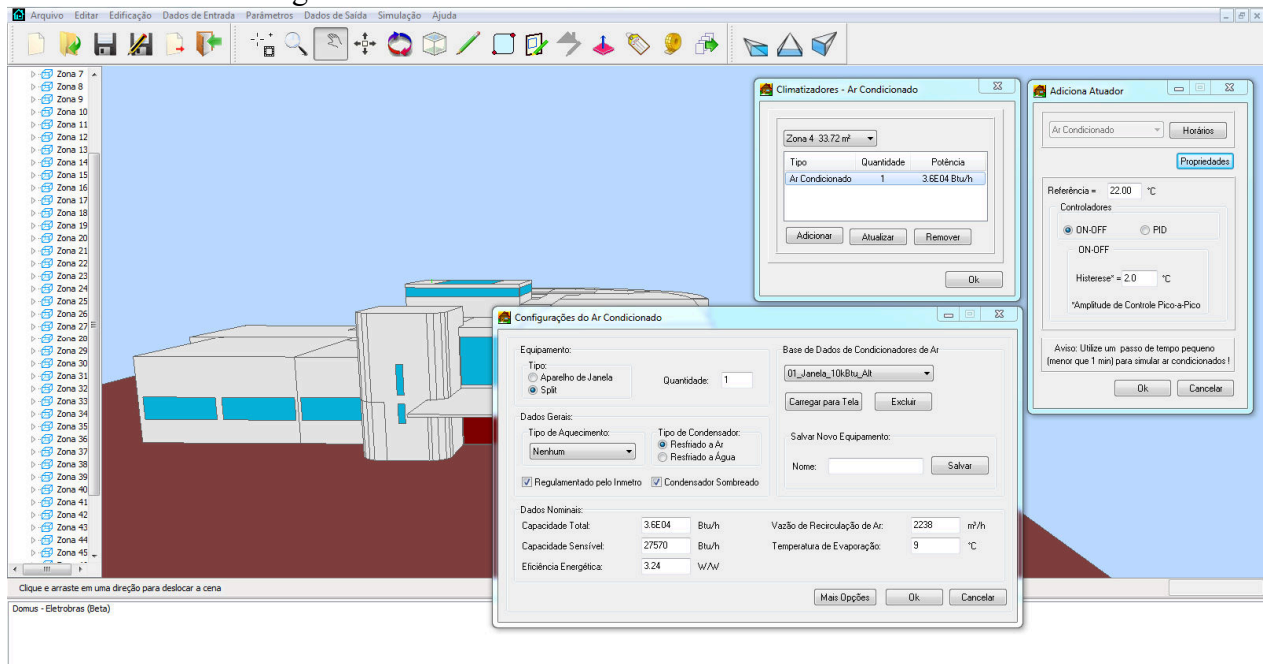 Arquivo Editar Edificação Dados de Entrada Parâmetros Dados de Saída Simulação Ajuda
Zona 7
Zona 8
Zona 9
Zona 10
Zona 11
Zona 12
Zona 13
Zona 14
Zona 15
Zona 16
Zona 17
Zona 18
Zona 19
Zona 20
Zona 21
Zona 22
Zona 23
Zona 24
Zona 25
Zona 26
Zona 27
Zona 28
Zona 29
Zona 30
Zona 31
Zona 32
Zona 33
Zona 34
Zona 35
Zona 36
Zona 37
Zona 38
Zona 39
Zona 40
Zona 41
Zona 42
Zona 43
Zona 44
Zona 45
Climatizadores - Ar Condicionado
Zona 4 33.72 m²
Tipo Quantidade Potência
Ar Condicionado 1 3.6E04 Btu/h
Adicionar Atualizar Remover
Ok
Adiciona Atuador
Ar Condicionado Horários
Propriedades
Referência = 22.00 °C
Controladores
ON-OFF PID
ON-OFF
Histerese* = 2.0 °C
*Amplitude de Controle Pico-a-Pico
Aviso: Utilize um passo de tempo pequeno
(menor que 1 min) para simular ar condicionados !
Ok Cancelar
Configurações do Ar Condicionado
Equipamento:
Tipo:
Aparelho de Janela
Split
Quantidade: 1
Dados Gerais:
Tipo de Aquecimento:
Nenhum
Tipo de Condensador:
Resfriado a Ar
Resfriado a Água
Regulamentado pelo Inmetro Condensador Sombreado
Base de Dados de Condicionadores de Ar
01_Janela_10kBtu_Alt
Carregar para Tela Excluir
Salvar Novo Equipamento:
Nome: Salvar
Dados Nominais:
Capacidade Total: 3.6E04 Btu/h Vazão de Recirculação de Ar: 2238 m³/h
Capacidade Sensível: 27570 Btu/h Temperatura de Evaporação: 9 °C
Eficiência Energética: 3.24 W/W
Mais Opções Ok Cancelar
Clique e arraste em uma direção para deslocar a cena
Domus - Eletrobras (Beta)